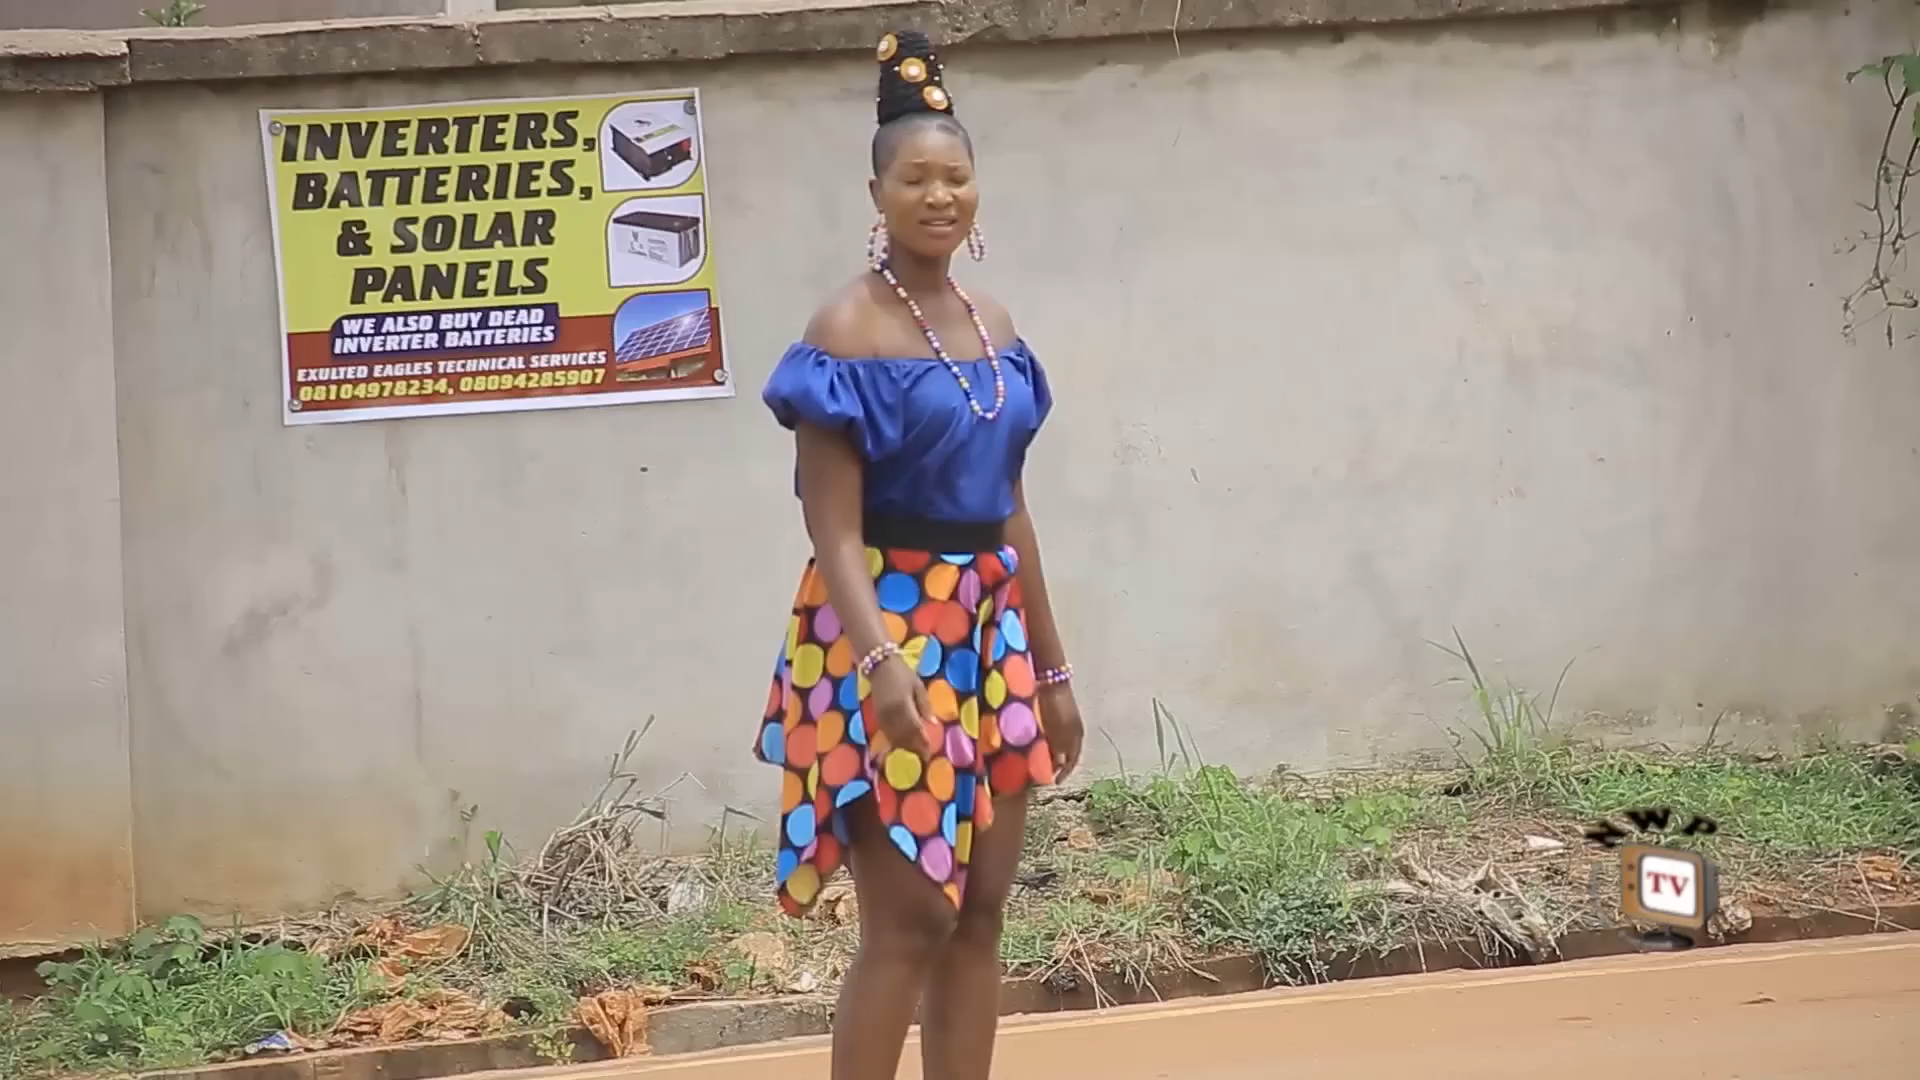 INVERTERS,
BATTERIES,
& SOLAR
PANELS
WE ALSO BUY DEAD
INVERTER BATTERIES
EXULTED EAGLES TECHNICAL SERVICES
08104978234, 08094285907
NWP
TV